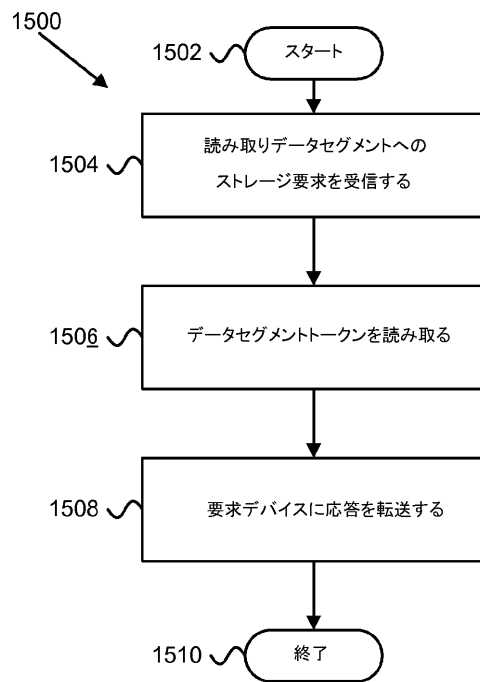 1500
1502
スタート
1504
読み取りデータセグメントへの
ストレージ要求を受信する
1506
データセグメントトークンを読み取る
1508
要求デバイスに応答を転送する
1510
終了